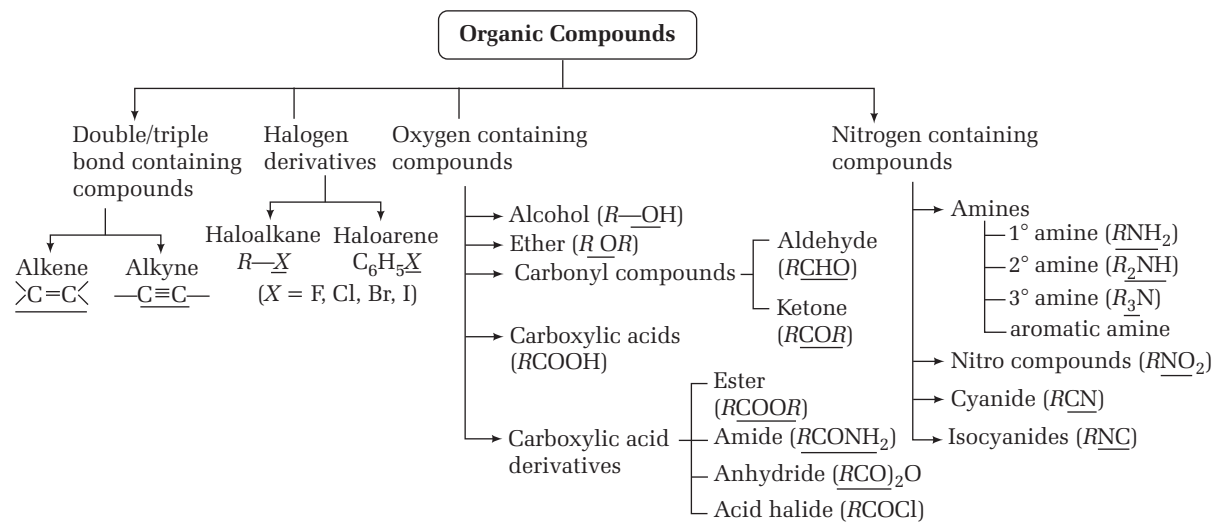 Organic Compounds
Double/triple
bond containing
compounds
Alkene
>C=C<
Alkyne
—C≡C—
Halogen
derivatives
Haloalkane
R—X
Haloarene
C₆H₅X
(X = F, Cl, Br, I)
Oxygen containing
compounds
Alcohol (R—OH)
Ether (R OR)
Carbonyl compounds
Aldehyde
(RCHO)
Ketone
(RCOR)
Carboxylic acids
(RCOOH)
Carboxylic acid
derivatives
Ester
(RCOOR)
Amide (RCONH₂)
Anhydride (RCO)₂O
Acid halide (RCOCl)
Nitrogen containing
compounds
Amines
1° amine (RNH₂)
2° amine (R₂NH)
3° amine (R₃N)
aromatic amine
Nitro compounds (RNO₂)
Cyanide (RCN)
Isocyanides (RNC)